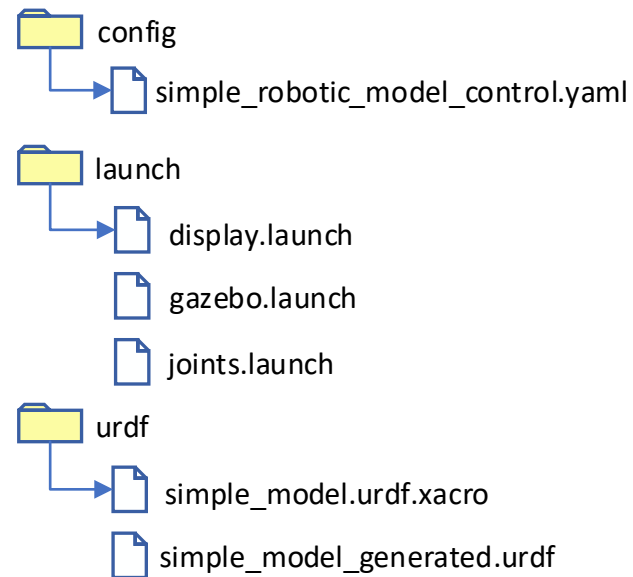 config
simple_robotic_model_control.yaml
launch
display.launch
gazebo.launch
joints.launch
urdf
simple_model.urdf.xacro
simple_model_generated.urdf